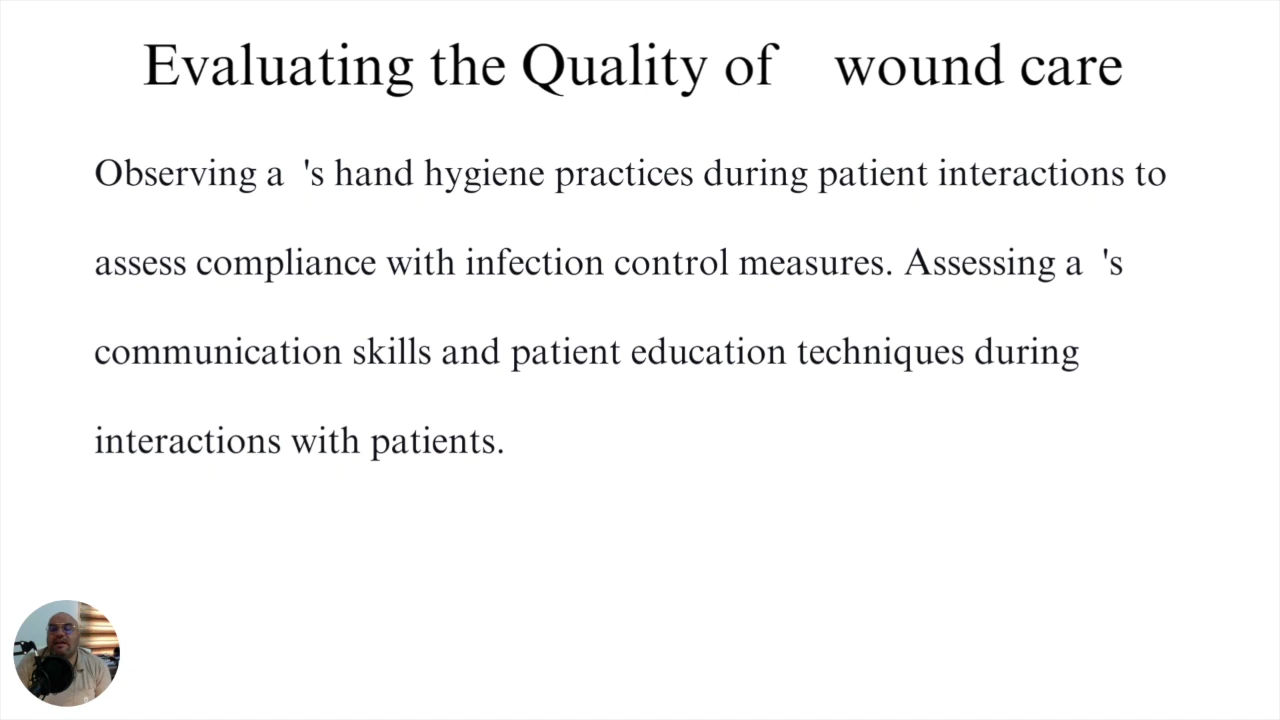 Evaluating the Quality of wound care
Observing a 's hand hygiene practices during patient interactions to
assess compliance with infection control measures. Assessing a 's
communication skills and patient education techniques during
interactions with patients.